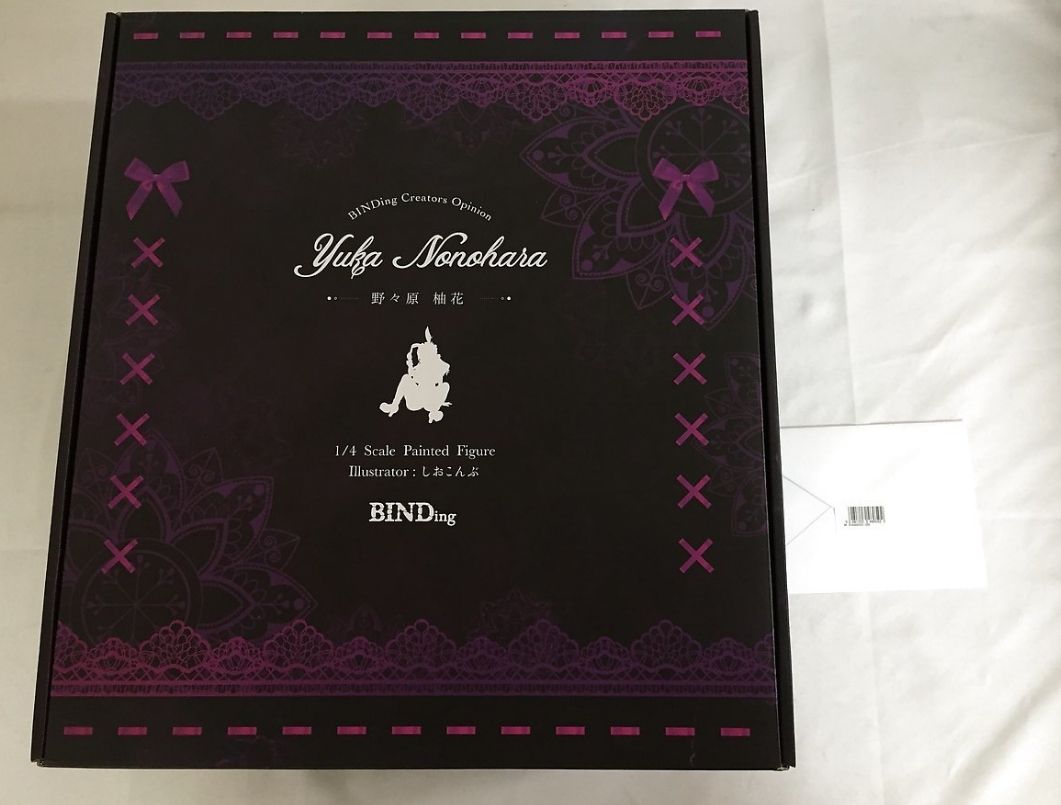 BINDing Creators Opinion
Yuka Nonohara
野々原 柚花
1/4 Scale Painted Figure
Illustrator : しおこんぶ
BINDing